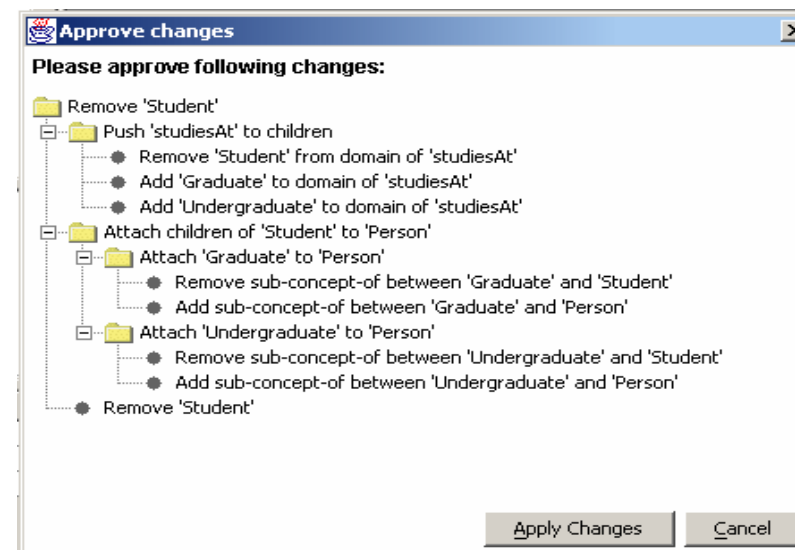 Approve changes
Please approve following changes:
Remove 'Student'
Push 'studiesAt' to children
Remove 'Student' from domain of 'studiesAt'
Add 'Graduate' to domain of 'studiesAt'
Add 'Undergraduate' to domain of 'studiesAt'
Attach children of 'Student' to 'Person'
Attach 'Graduate' to 'Person'
Remove sub-concept-of between 'Graduate' and 'Student'
Add sub-concept-of between 'Graduate' and 'Person'
Attach 'Undergraduate' to 'Person'
Remove sub-concept-of between 'Undergraduate' and 'Student'
Add sub-concept-of between 'Undergraduate' and 'Person'
Remove 'Student'
Apply Changes Cancel